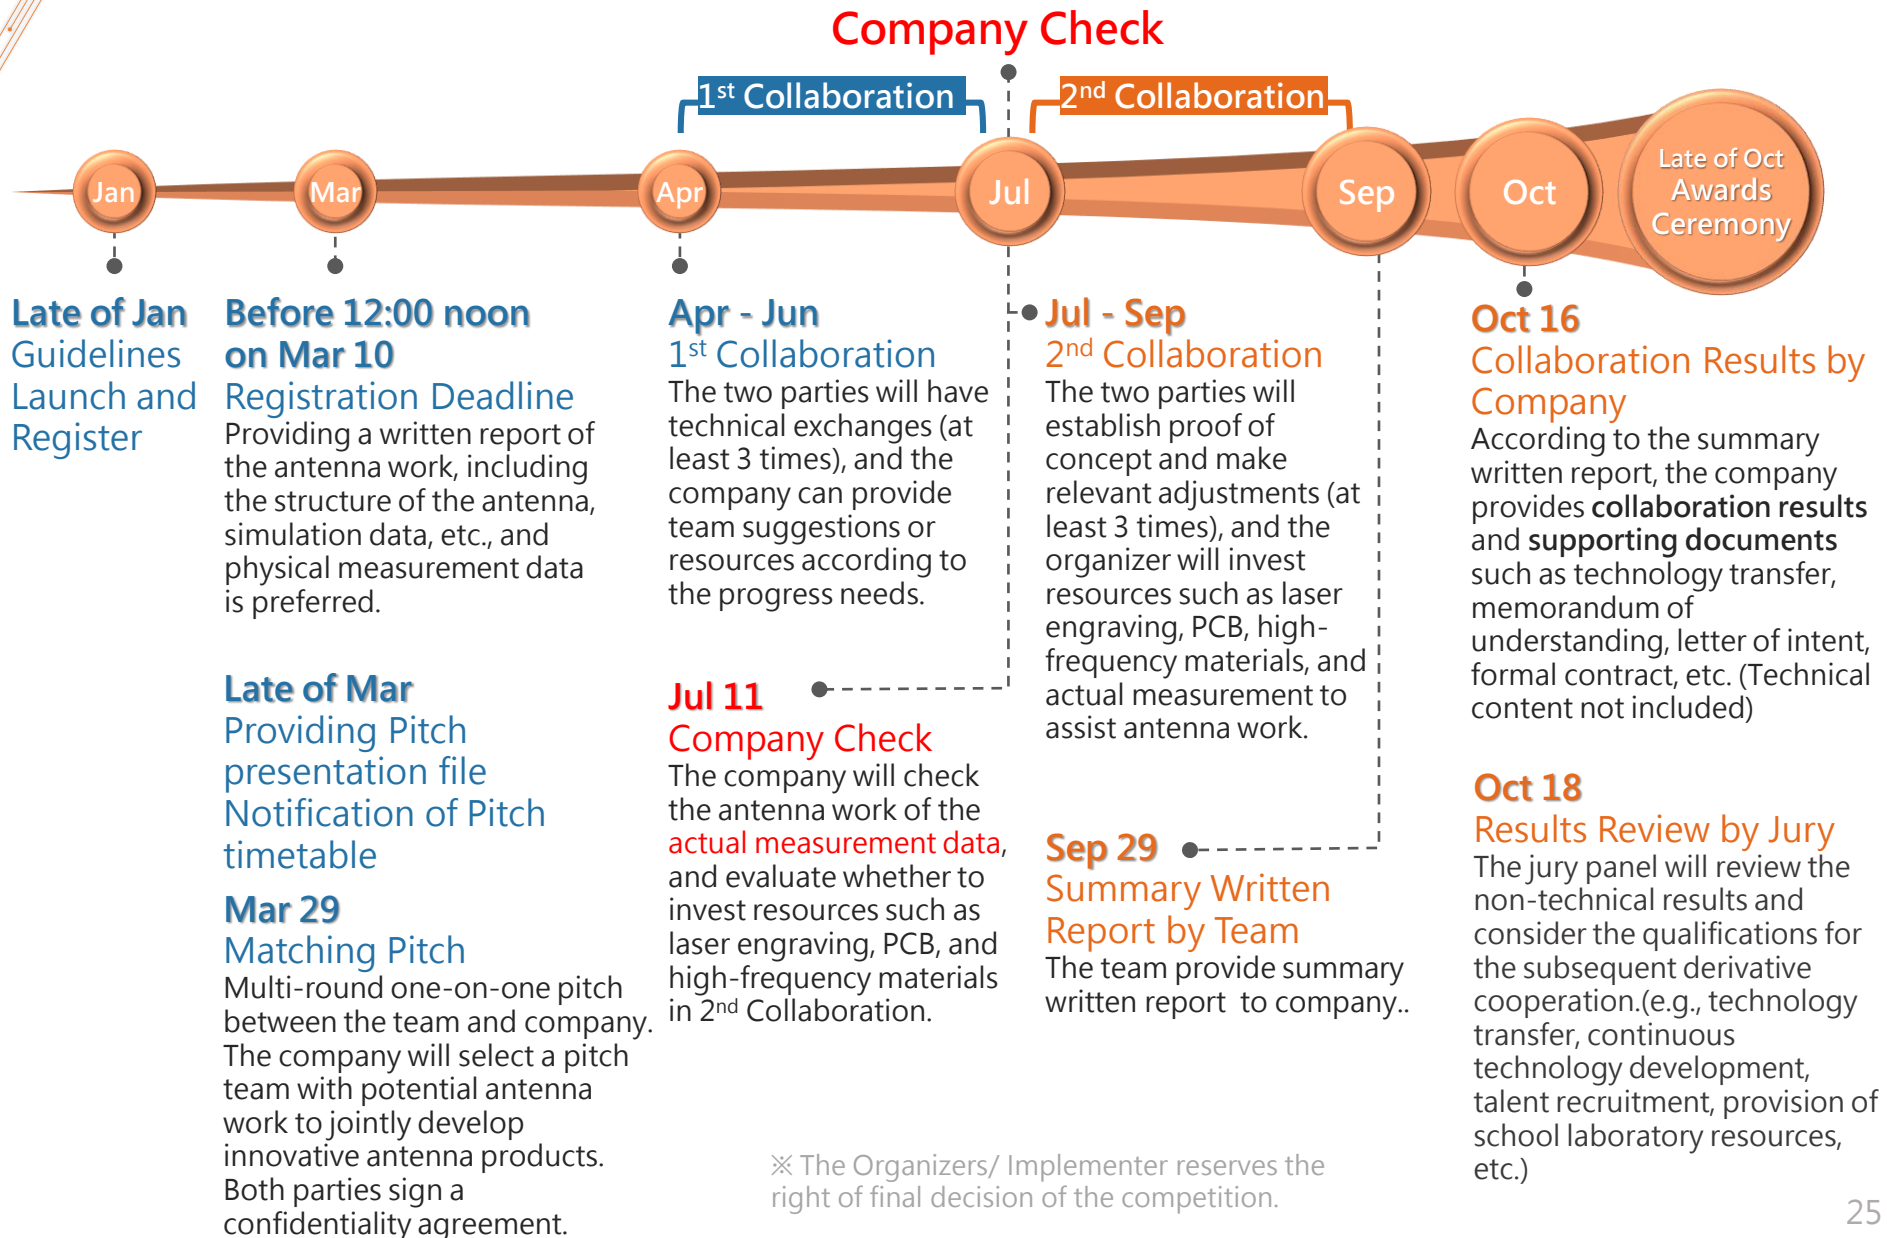 Company Check
1st Collaboration
2nd Collaboration
Jan
Mar
Apr
Jul
Sep
Oct
Late of Oct
Awards
Ceremony
Late of Jan
Guidelines
Launch and
Register
Before 12:00 noon
on Mar 10
Registration Deadline
Providing a written report of
the antenna work, including
the structure of the antenna,
simulation data, etc., and
physical measurement data
is preferred.
Late of Mar
Providing Pitch
presentation file
Notification of Pitch
timetable
Mar 29
Matching Pitch
Multi-round one-on-one pitch
between the team and company.
The company will select a pitch
team with potential antenna
work to jointly develop
innovative antenna products.
Both parties sign a
confidentiality agreement.
Apr - Jun
1st Collaboration
The two parties will have
technical exchanges (at
least 3 times), and the
company can provide
team suggestions or
resources according to
the progress needs.
Jul 11
Company Check
The company will check
the antenna work of the
actual measurement data,
and evaluate whether to
invest resources such as
laser engraving, PCB, and
high-frequency materials
in 2nd Collaboration.
Jul - Sep
2nd Collaboration
The two parties will
establish proof of
concept and make
relevant adjustments (at
least 3 times), and the
organizer will invest
resources such as laser
engraving, PCB, high-
frequency materials, and
actual measurement to
assist antenna work.
Sep 29
Summary Written
Report by Team
The team provide summary
written report  to company..
Oct 16
Collaboration Results by
Company
According to the summary
written report, the company
provides collaboration results
and supporting documents
such as technology transfer,
memorandum of
understanding, letter of intent,
formal contract, etc. (Technical
content not included)
Oct 18
Results Review by Jury
The jury panel will review the
non-technical results and
consider the qualifications for
the subsequent derivative
cooperation.(e.g., technology
transfer, continuous
technology development,
talent recruitment, provision of
school laboratory resources,
etc.)
※ The Organizers/ Implementer reserves the
right of final decision of the competition.
25